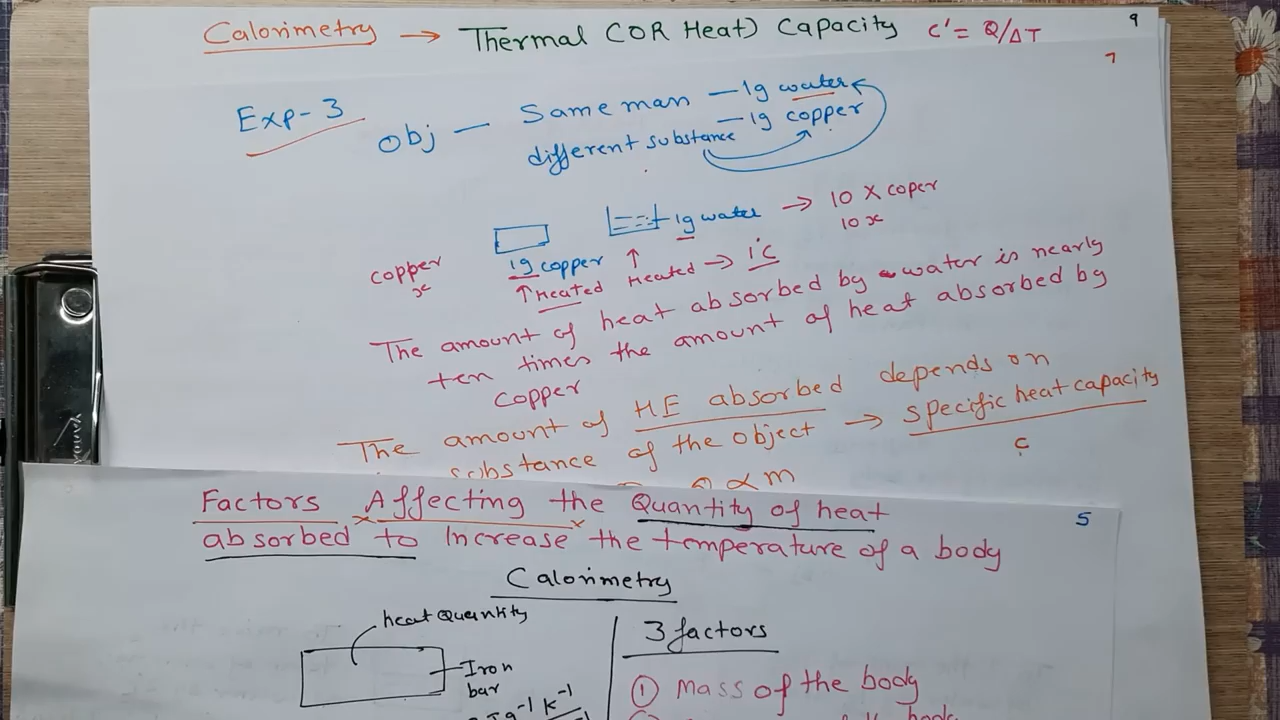 Calorimetry → Thermal (OR Heat) Capacity C' = Q/ΔT
9
7
Exp-3
Obj — Same man — 1g water
different substance — 1g copper
1g water → 10 X coper
10 x
copper
x
1g copper
↑ Heated
↑ Heated → 1°C
The amount of heat absorbed by water is nearly
ten times the amount of heat absorbed by
Copper
The amount of HE absorbed depends on
substance of the object → specific heat capacity
c
α m
Factors Affecting the Quantity of heat
5
absorbed to Increase the temperature of a body
Calorimetry
heat Quantity
Iron
bar
g⁻¹ K⁻¹
3 factors
① Mass of the body
body